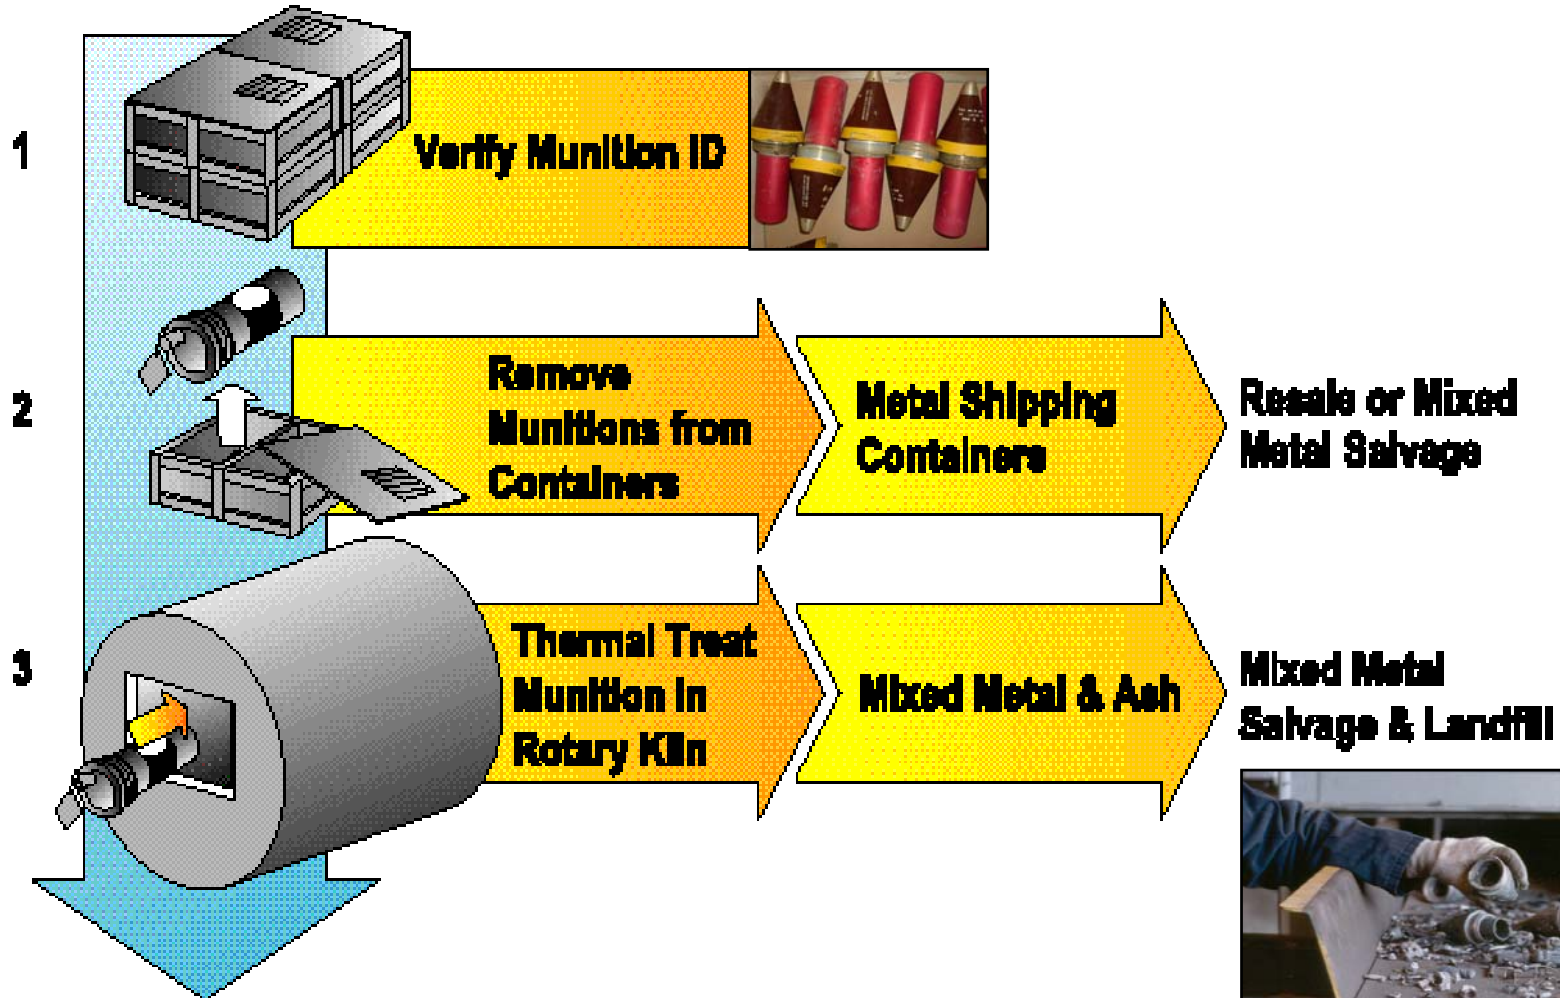 1
Verify Munition ID
2
Remove
Munitions from
Containers
Metal Shipping
Containers
Resale or Mixed
Metal Salvage
3
Thermal Treat
Munition in
Rotary Kiln
Mixed Metal & Ash
Mixed Metal
Salvage & Landfill